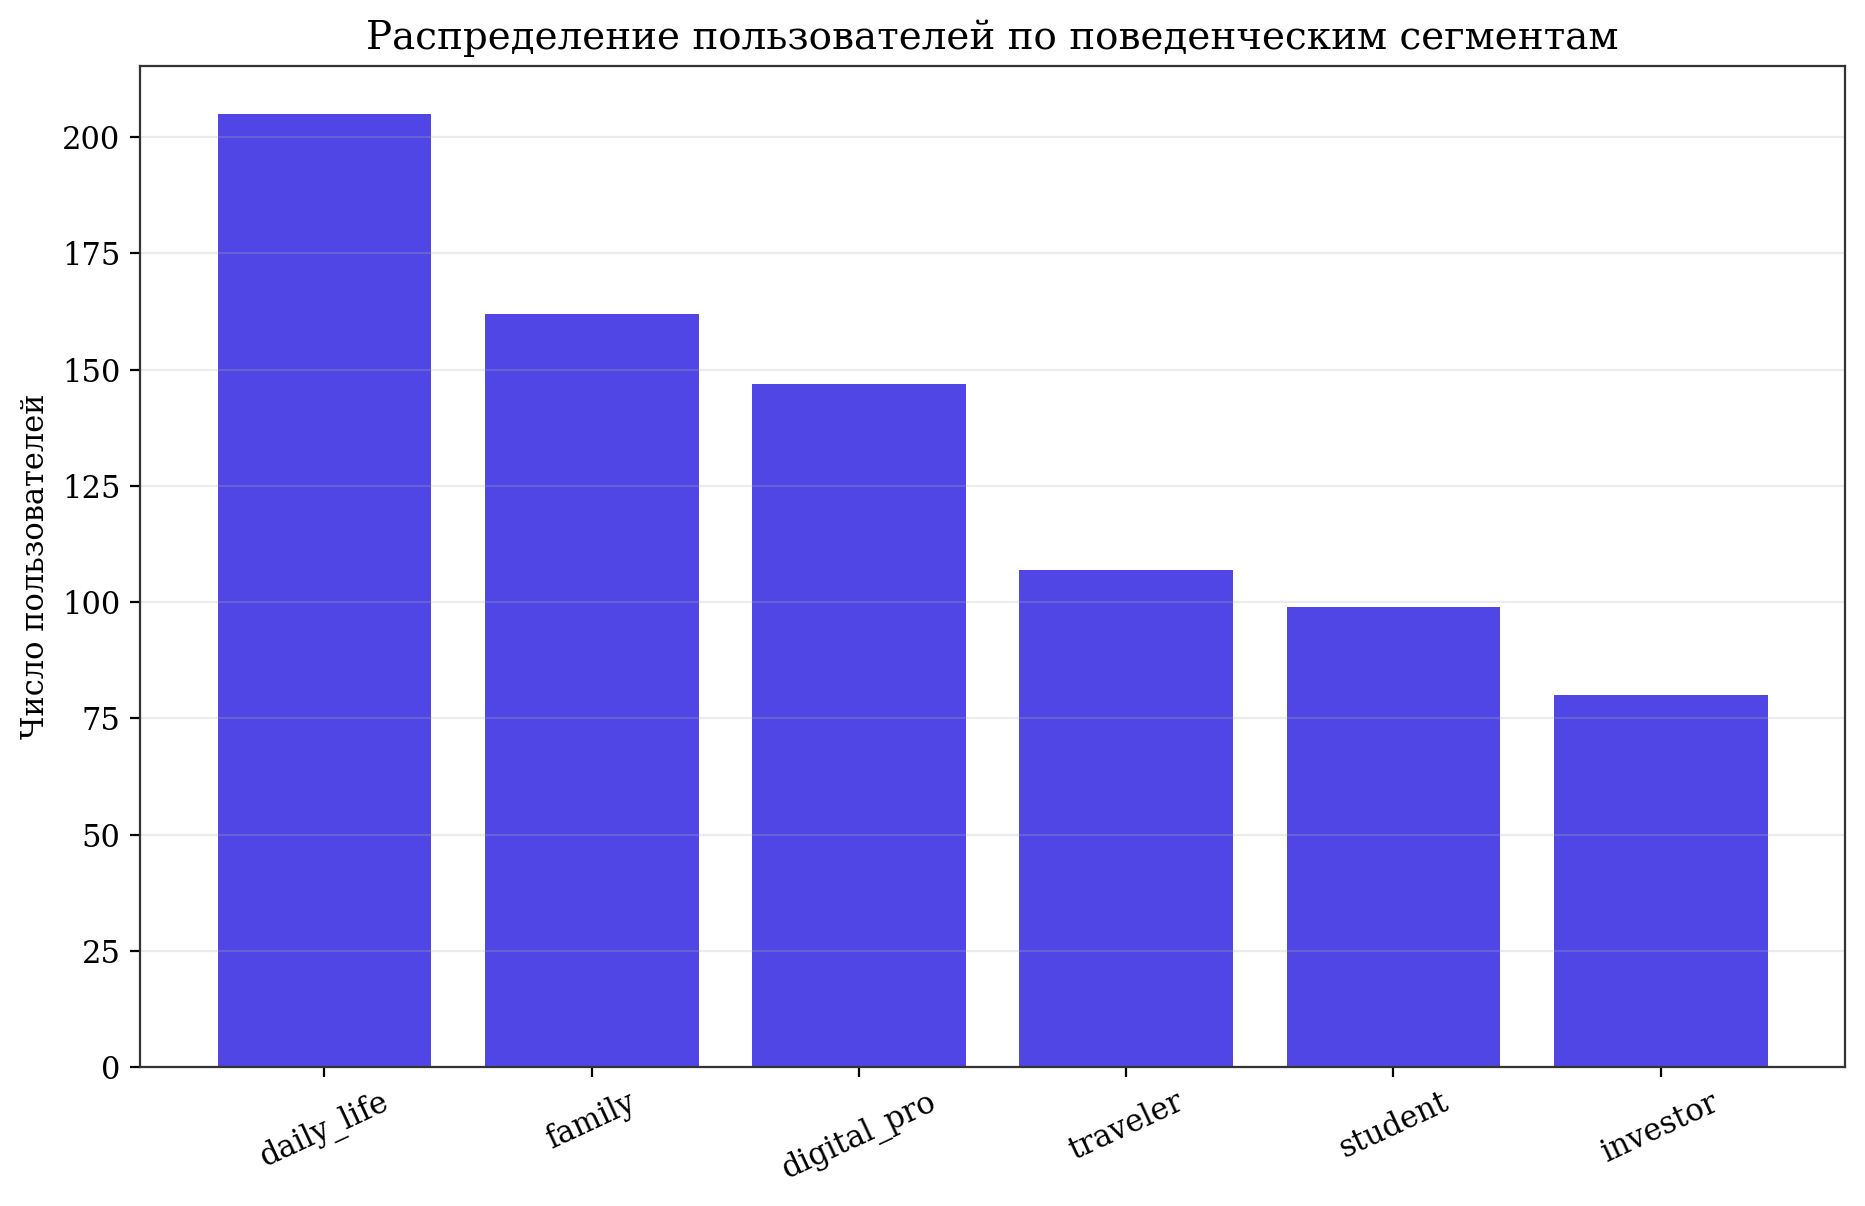 Распределение пользователей по поведенческим сегментам
Число пользователей
200
175
150
125
100
75
50
25
0
daily_life
family
digital_pro
traveler
student
investor